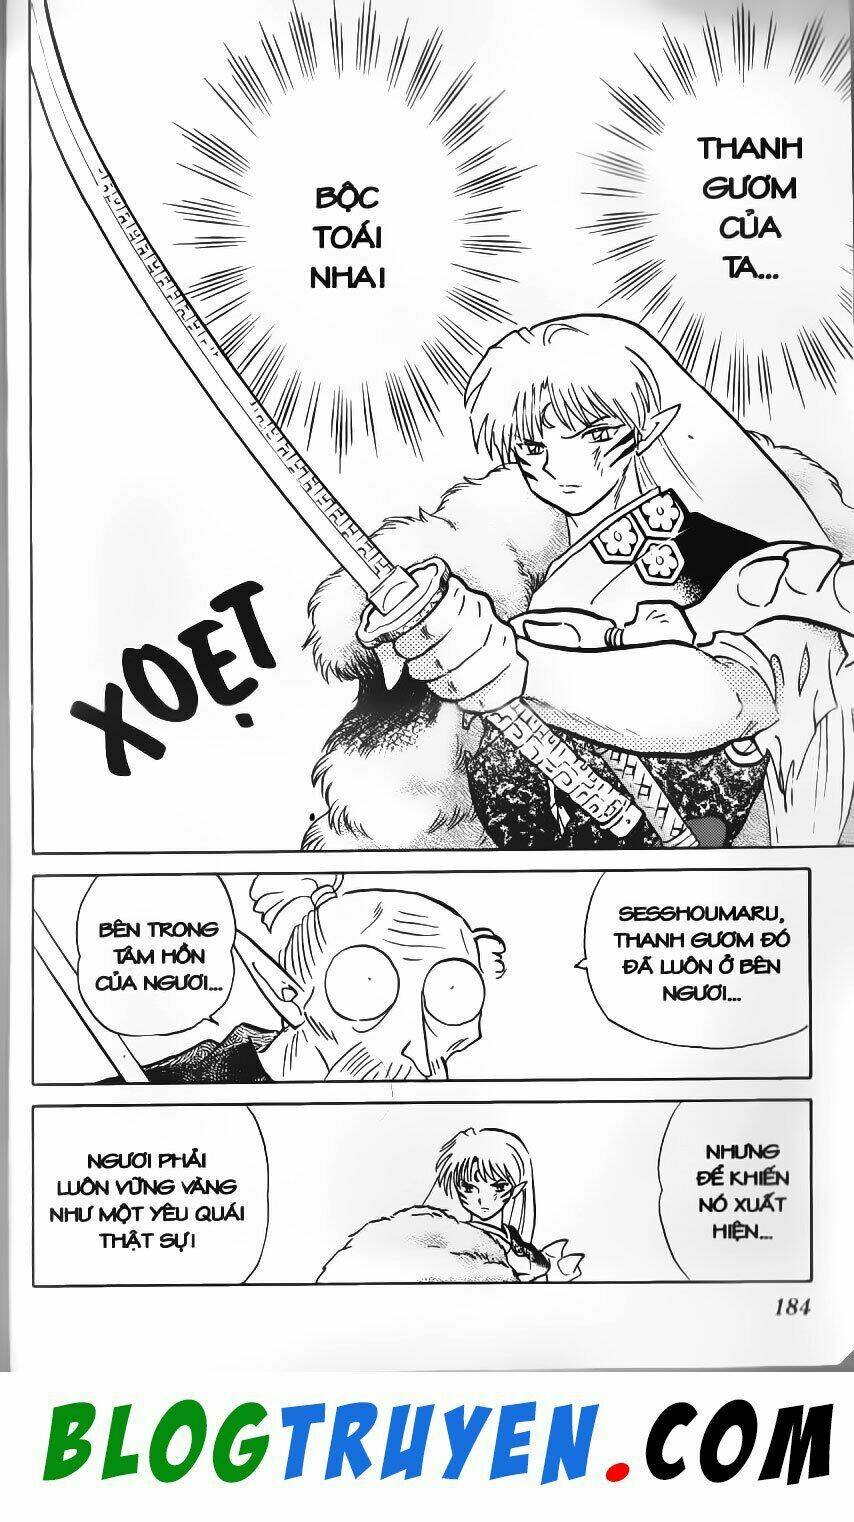 THANH
GƯƠM
CỦA
TA...
BỘC
TOÁI
NHA!
XOẸT
SESSHOUMARU,
THANH GƯƠM ĐÓ
ĐÃ LUÔN Ở BÊN
NGƯƠI...
BÊN TRONG
TÂM HỒN
CỦA NGƯƠI...
NHƯNG
ĐỂ KHIẾN
NÓ XUẤT
HIỆN...
NGƯƠI PHẢI
LUÔN VỮNG VÀNG
NHƯ MỘT YÊU QUÁI
THẬT SỰ!
184
BLOGTRUYEN.COM